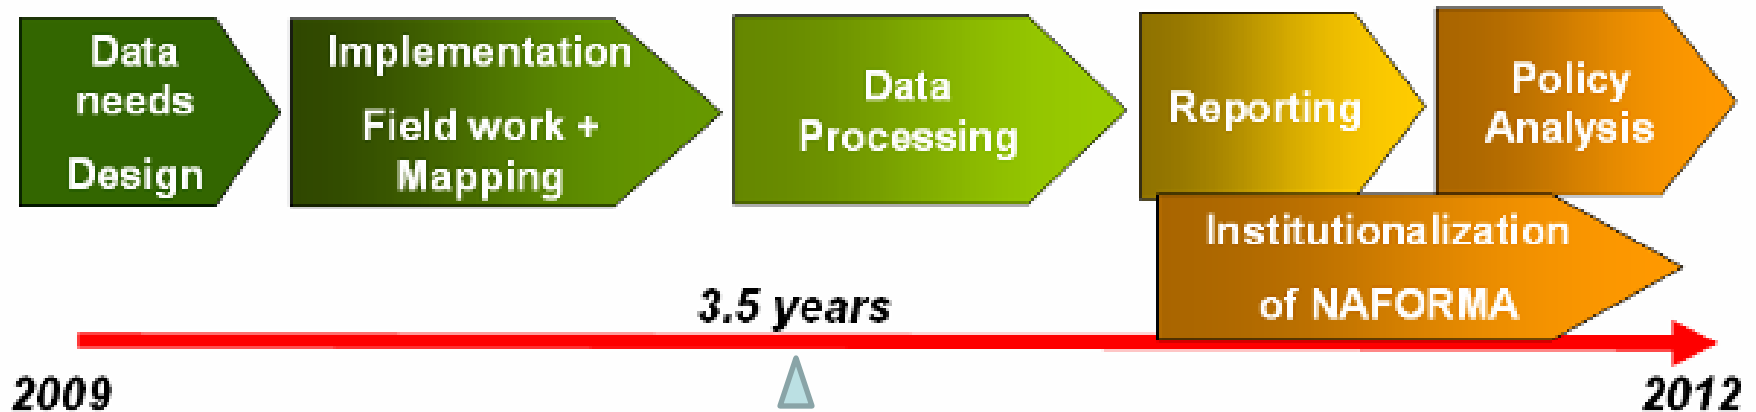 Data
needs
Design
Implementation
Field work +
Mapping
Data
Processing
Reporting
Policy
Analysis
Institutionalization
of NAFORMA
3.5 years
2009
2012